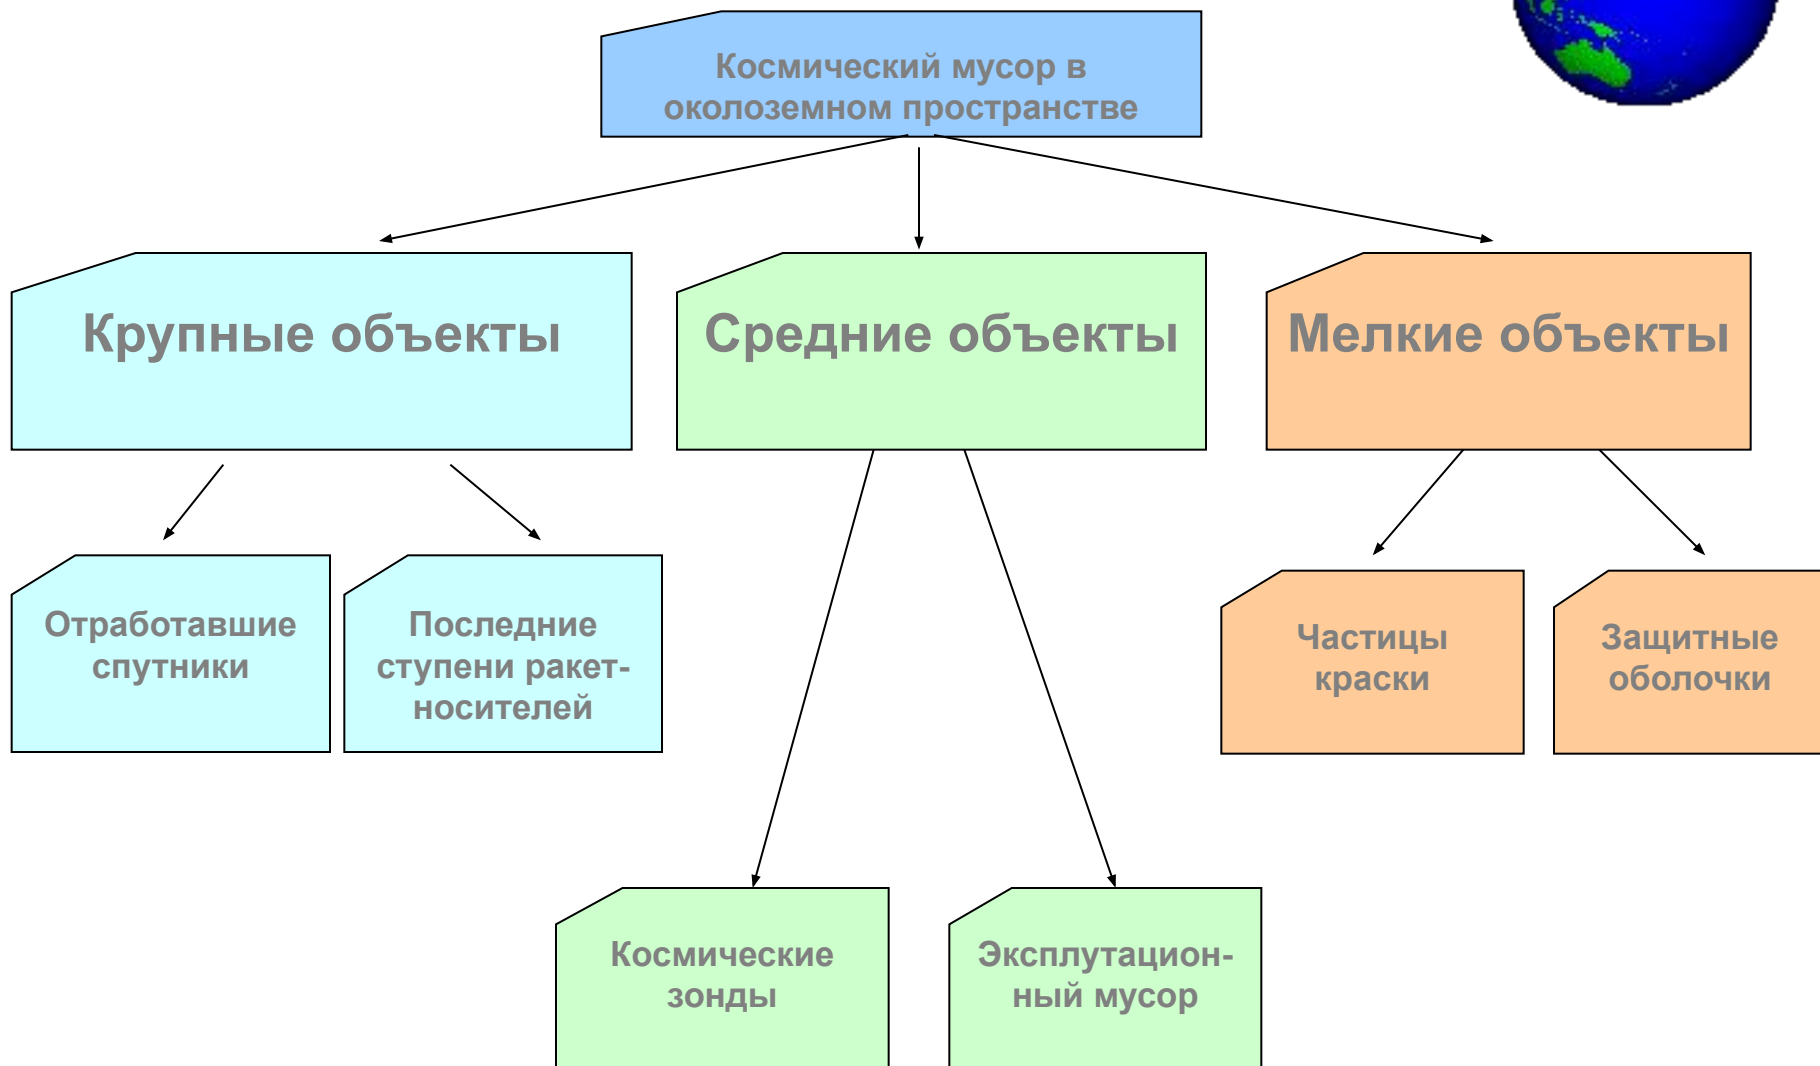 Космический мусор в
околоземном пространстве
Крупные объекты
Средние объекты
Мелкие объекты
Отработавшие
спутники
Последние
ступени ракет-
носителей
Частицы
краски
Защитные
оболочки
Космические
зонды
Эксплутацион-
ный мусор